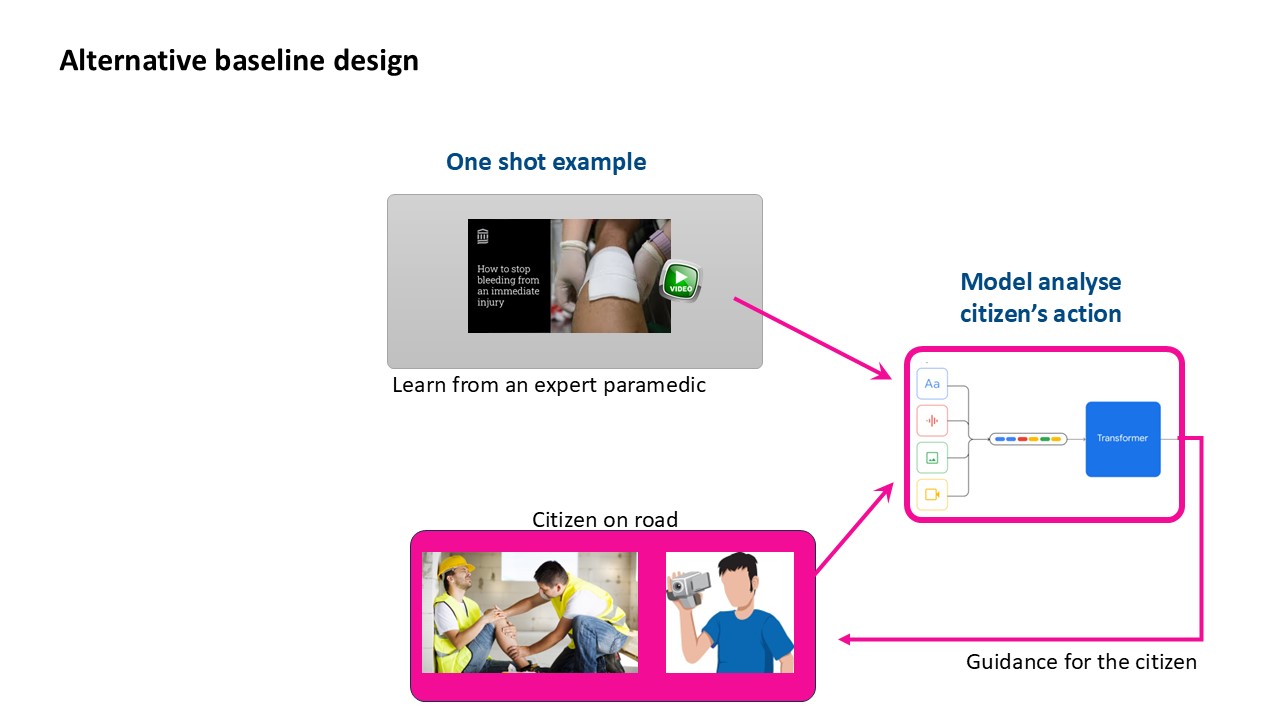 Alternative baseline design
One shot example
How to stop
bleeding from
an immediate
injury
VIDEO
Learn from an expert paramedic
Model analyse
citizen's action
Aa
Transformer
Citizen on road
Guidance for the citizen